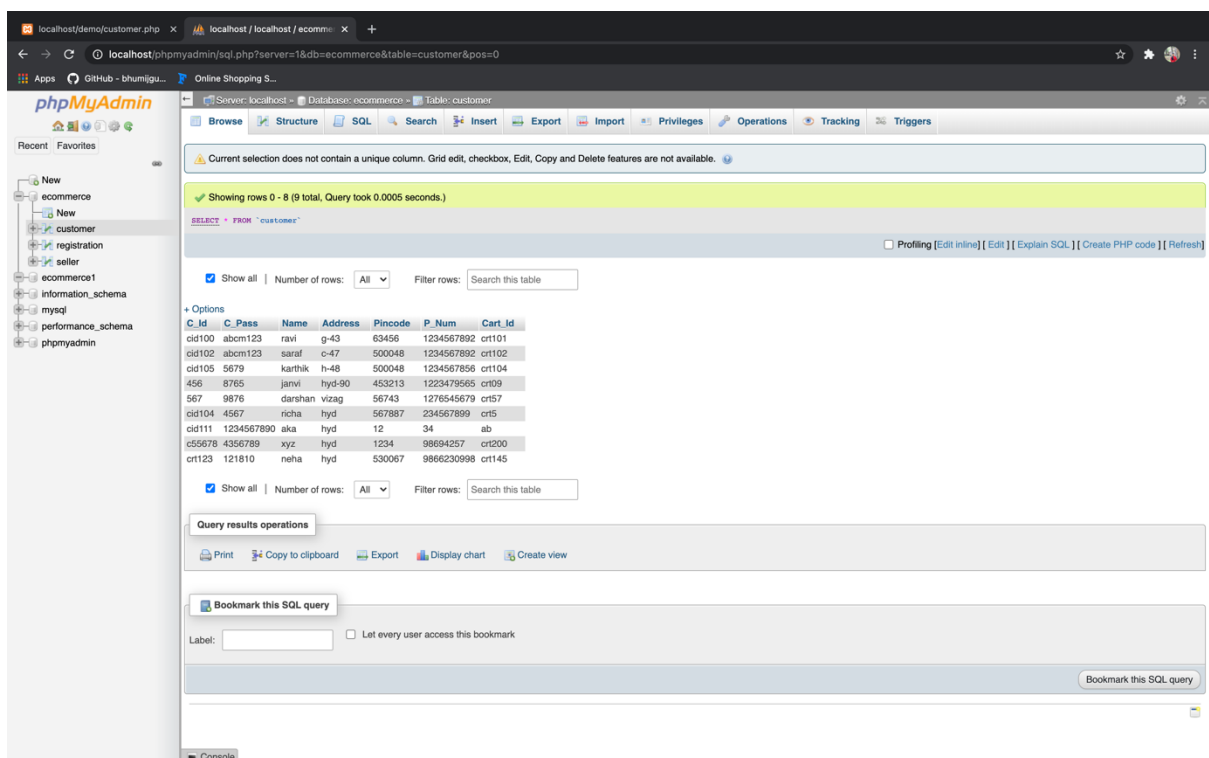 localhost/demo/customer.php × localhost / localhost / ecomme × +
localhost/phpmyadmin/sql.php?server=1&db=ecommerce&table=customer&pos=0
Apps GitHub - bhumijgu... Online Shopping S...
phpMyAdmin
Recent Favorites
New
ecommerce
New
customer
registration
seller
ecommerce1
information_schema
mysql
performance_schema
phpmyadmin
Server: localhost » Database: ecommerce » Table: customer
Browse Structure SQL Search Insert Export Import Privileges Operations Tracking Triggers
Current selection does not contain a unique column. Grid edit, checkbox, Edit, Copy and Delete features are not available.
Showing rows 0 - 8 (9 total, Query took 0.0005 seconds.)
SELECT * FROM `customer`
Profiling [Edit inline] [ Edit ] [ Explain SQL ] [ Create PHP code ] [ Refresh]
Show all | Number of rows: All Filter rows: Search this table
+ Options
C_Id C_Pass Name Address Pincode P_Num Cart_Id
cid100 abcm123 ravi g-43 63456 1234567892 crt101
cid102 abcm123 saraf c-47 500048 1234567892 crt102
cid105 5679 karthik h-48 500048 1234567856 crt104
456 8765 janvi hyd-90 453213 1223479565 crt09
567 9876 darshan vizag 56743 1276545679 crt57
cid104 4567 richa hyd 567887 234567899 crt5
cid111 1234567890 aka hyd 12 34 ab
c55678 4356789 xyz hyd 1234 98694257 crt200
crt123 121810 neha hyd 530067 9866230998 crt145
Show all | Number of rows: All Filter rows: Search this table
Query results operations
Print Copy to clipboard Export Display chart Create view
Bookmark this SQL query
Label: Let every user access this bookmark
Bookmark this SQL query
Console